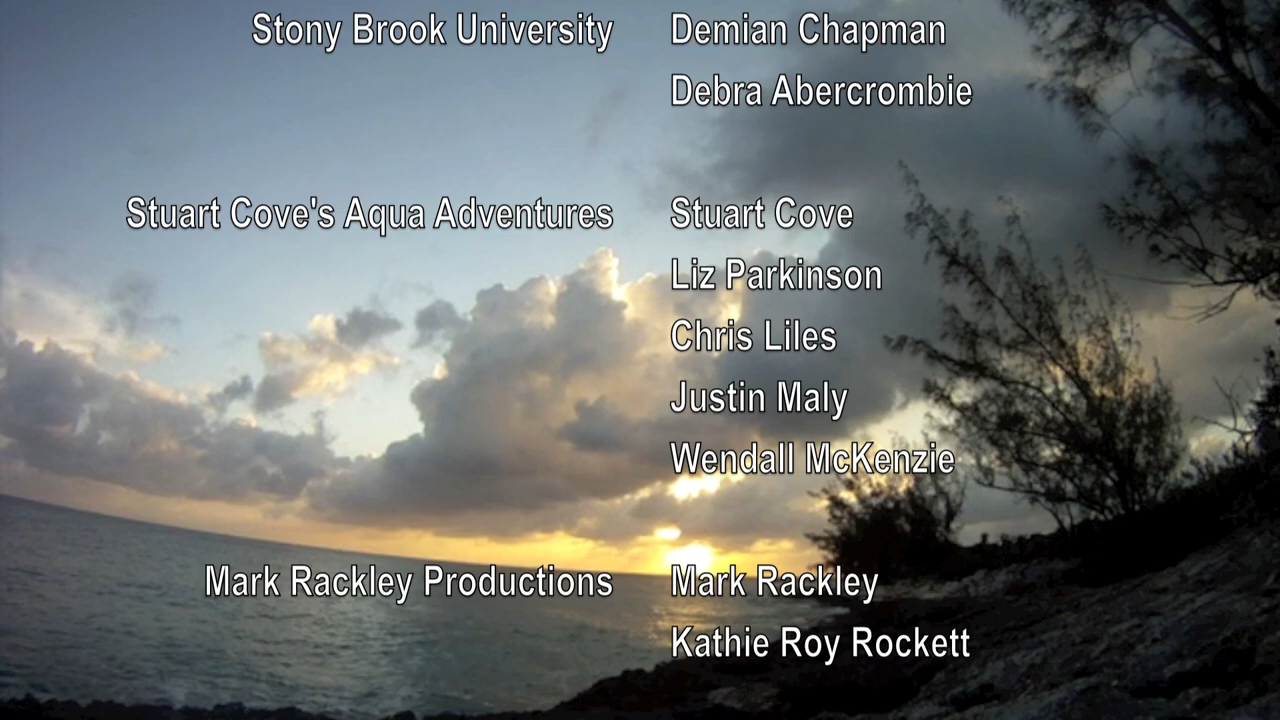 Stony Brook University Demian Chapman
Debra Abercrombie
Stuart Cove's Aqua Adventures Stuart Cove
Liz Parkinson
Chris Liles
Justin Maly
Wendall McKenzie
Mark Rackley Productions Mark Rackley
Kathie Roy Rockett